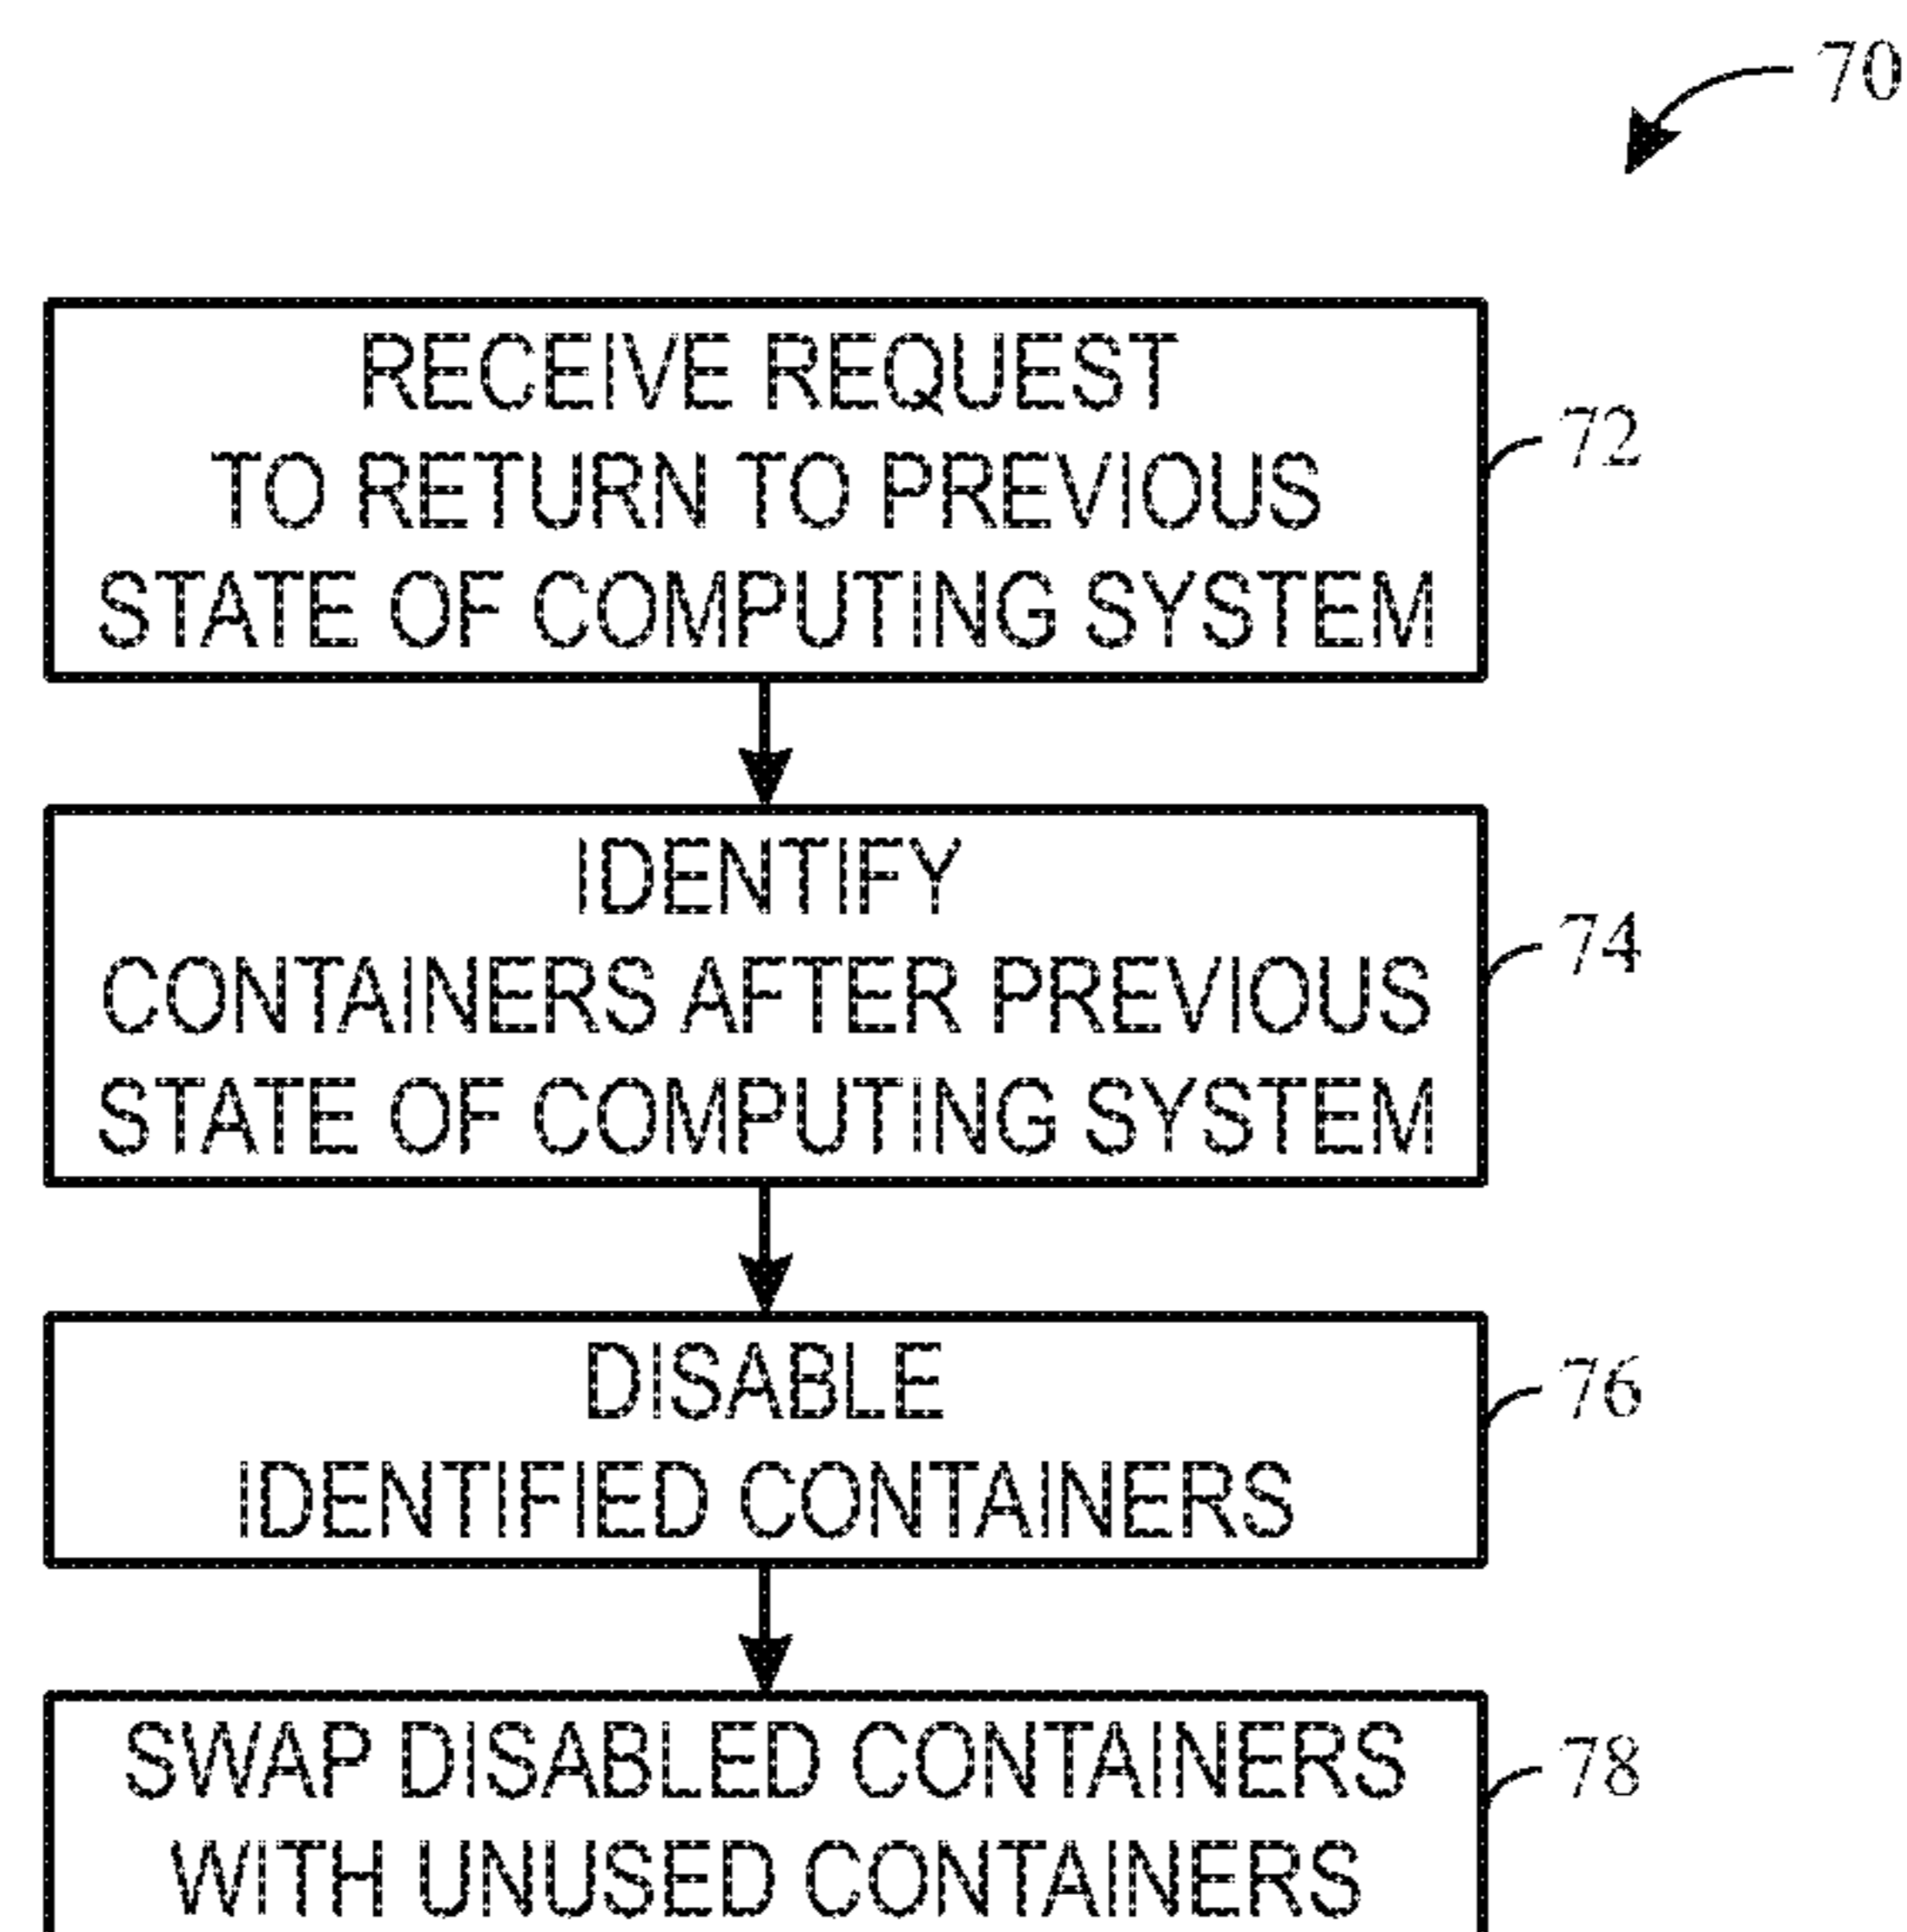 70
RECEIVE REQUEST
TO RETURN TO PREVIOUS
STATE OF COMPUTING SYSTEM
72
IDENTIFY
CONTAINERS AFTER PREVIOUS
STATE OF COMPUTING SYSTEM
74
DISABLE
IDENTIFIED CONTAINERS
76
SWAP DISABLED CONTAINERS
WITH UNUSED CONTAINERS
78